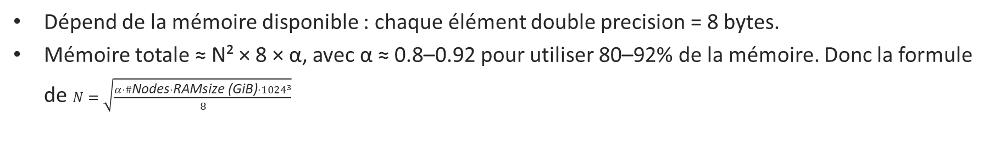 • Dépend de la mémoire disponible : chaque élément double precision = 8 bytes.
• Mémoire totale ≈ N² × 8 × α, avec α ≈ 0.8–0.92 pour utiliser 80–92% de la mémoire. Donc la formule
de N = √(α·#Nodes·RAMsize (GiB)·1024³ / 8)